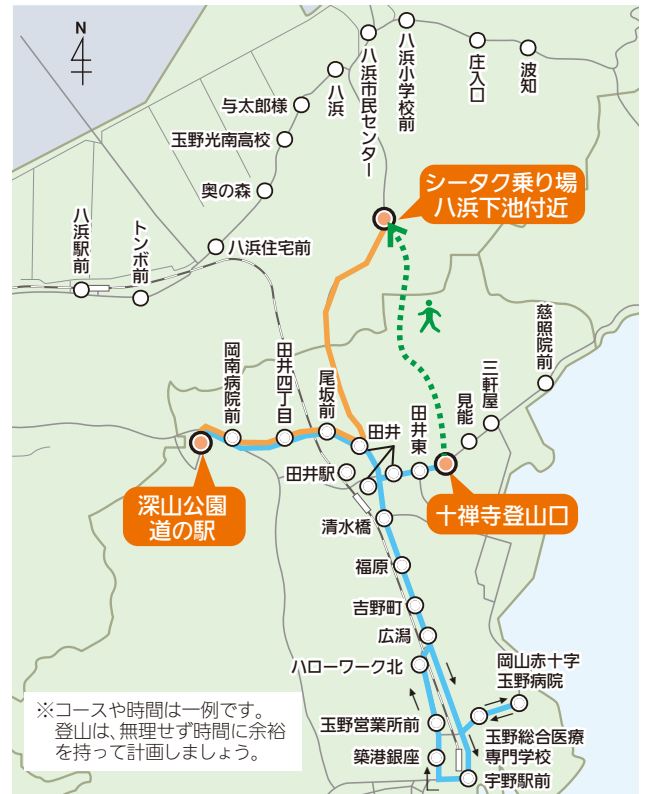 N
八浜小学校前
八浜市民センター
庄入口
波知
八浜
与太郎様
玉野光南高校
奥の森
シータク乗り場
八浜下池付近
八浜駅前
トンボ前
八浜住宅前
慈照院前
三軒屋
見能
岡南病院前
田井四丁目
尾坂前
田井
田井東
田井駅
深山公園
道の駅
十禅寺登山口
清水橋
福原
吉野町
広潟
ハローワーク北
岡山赤十字
玉野病院
玉野営業所前
玉野総合医療
専門学校
築港銀座
宇野駅前
※コースや時間は一例です。
登山は、無理せず時間に余裕
を持って計画しましょう。